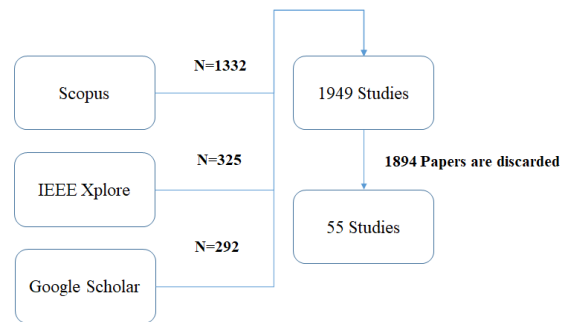 N=1332
Scopus
1949 Studies
N=325
1894 Papers are discarded
IEEE Xplore
55 Studies
N=292
Google Scholar